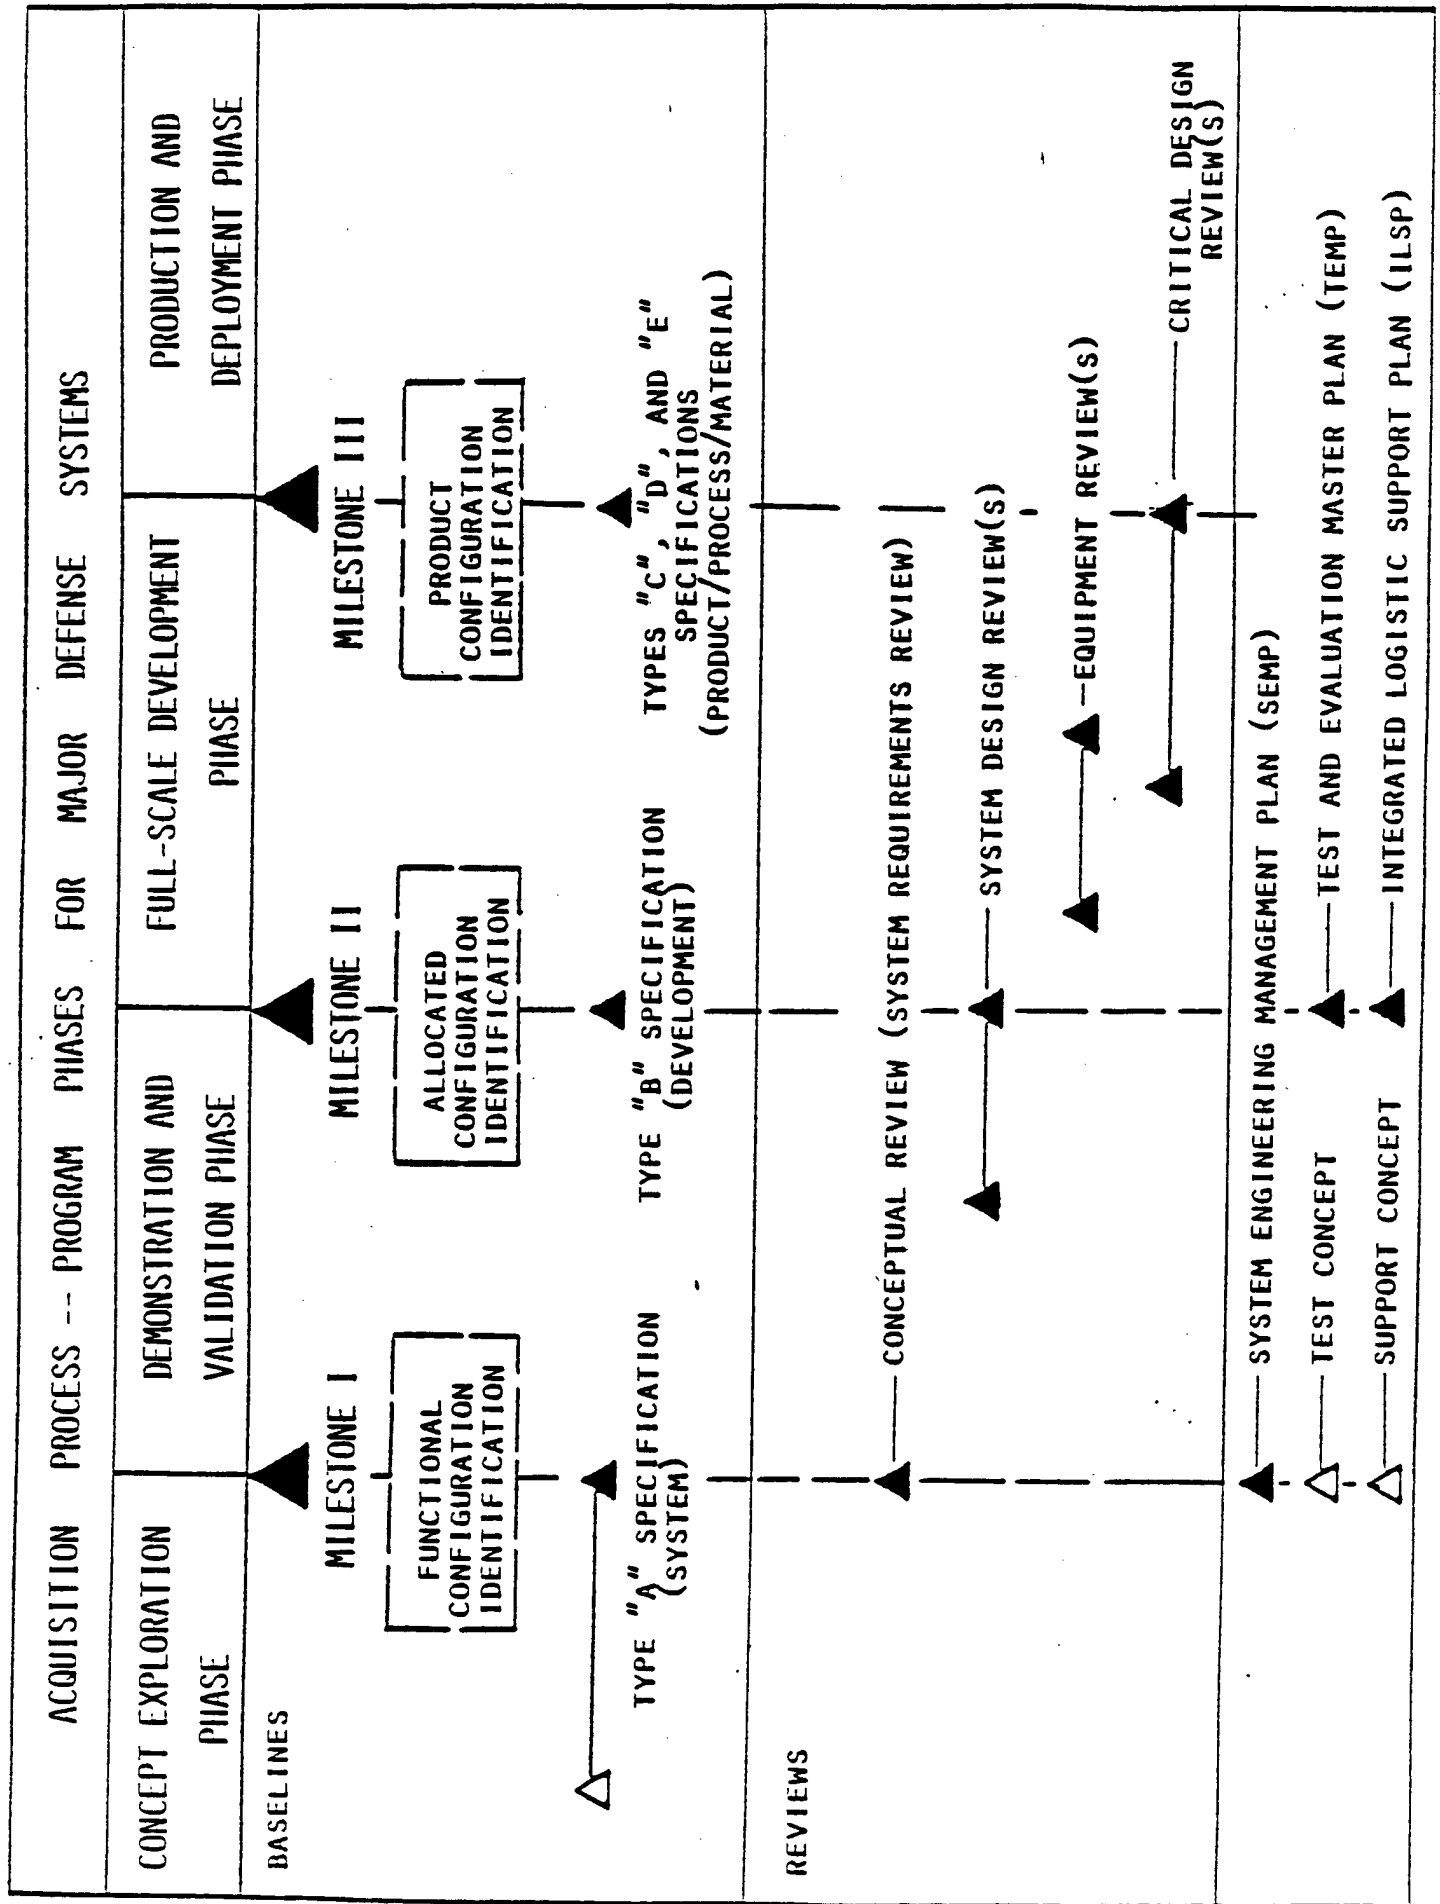 ACQUISITION PROCESS -- PROGRAM PHASES FOR MAJOR DEFENSE SYSTEMS
CONCEPT EXPLORATION
PHASE
DEMONSTRATION AND
VALIDATION PHASE
FULL-SCALE DEVELOPMENT
PHASE
PRODUCTION AND
DEPLOYMENT PHASE
BASELINES
MILESTONE I
MILESTONE II
MILESTONE III
FUNCTIONAL
CONFIGURATION
IDENTIFICATION
ALLOCATED
CONFIGURATION
IDENTIFICATION
PRODUCT
CONFIGURATION
IDENTIFICATION
TYPE "A" SPECIFICATION
(SYSTEM)
TYPE "B" SPECIFICATION
(DEVELOPMENT)
TYPES "C", "D", AND "E"
SPECIFICATIONS
(PRODUCT/PROCESS/MATERIAL)
REVIEWS
CONCEPTUAL REVIEW (SYSTEM REQUIREMENTS REVIEW)
SYSTEM DESIGN REVIEW(S)
EQUIPMENT REVIEW(S)
CRITICAL DESIGN
REVIEW(S)
SYSTEM ENGINEERING MANAGEMENT PLAN (SEMP)
TEST CONCEPT
TEST AND EVALUATION MASTER PLAN (TEMP)
SUPPORT CONCEPT
INTEGRATED LOGISTIC SUPPORT PLAN (ILSP)